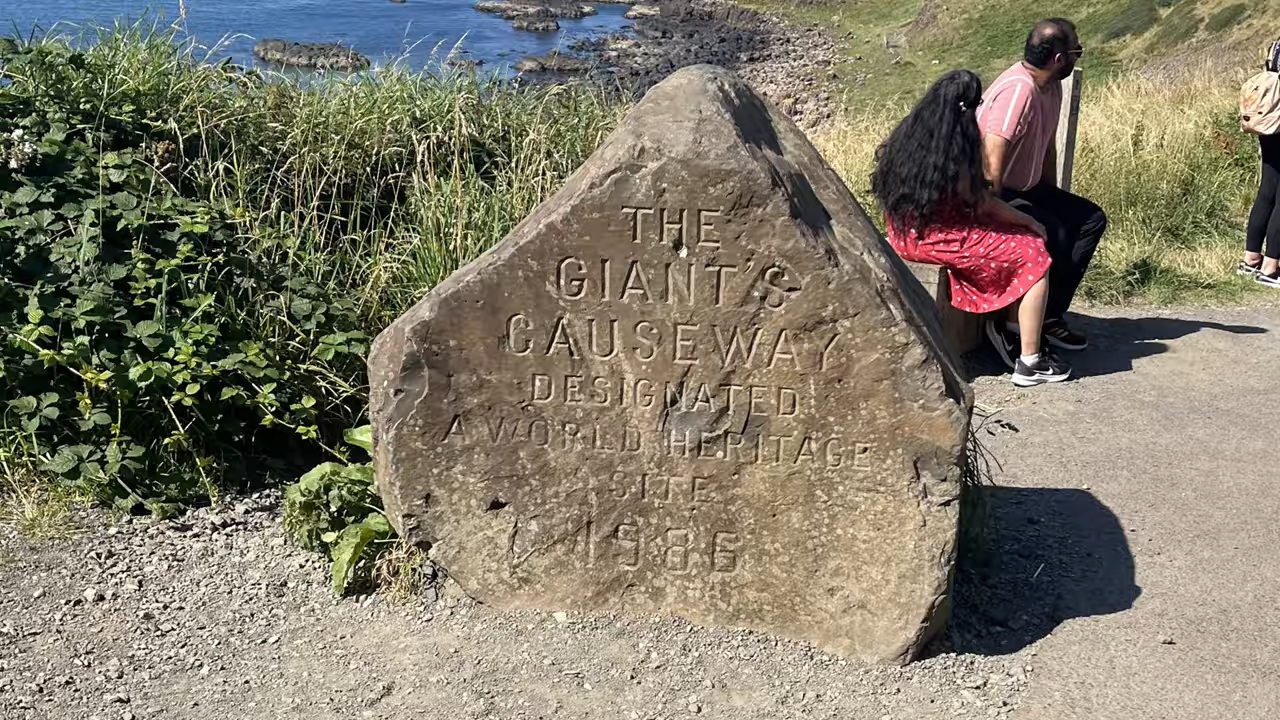 THE
GIANT'S
CAUSEWAY
DESIGNATED
A WORLD HERITAGE
SITE
1986